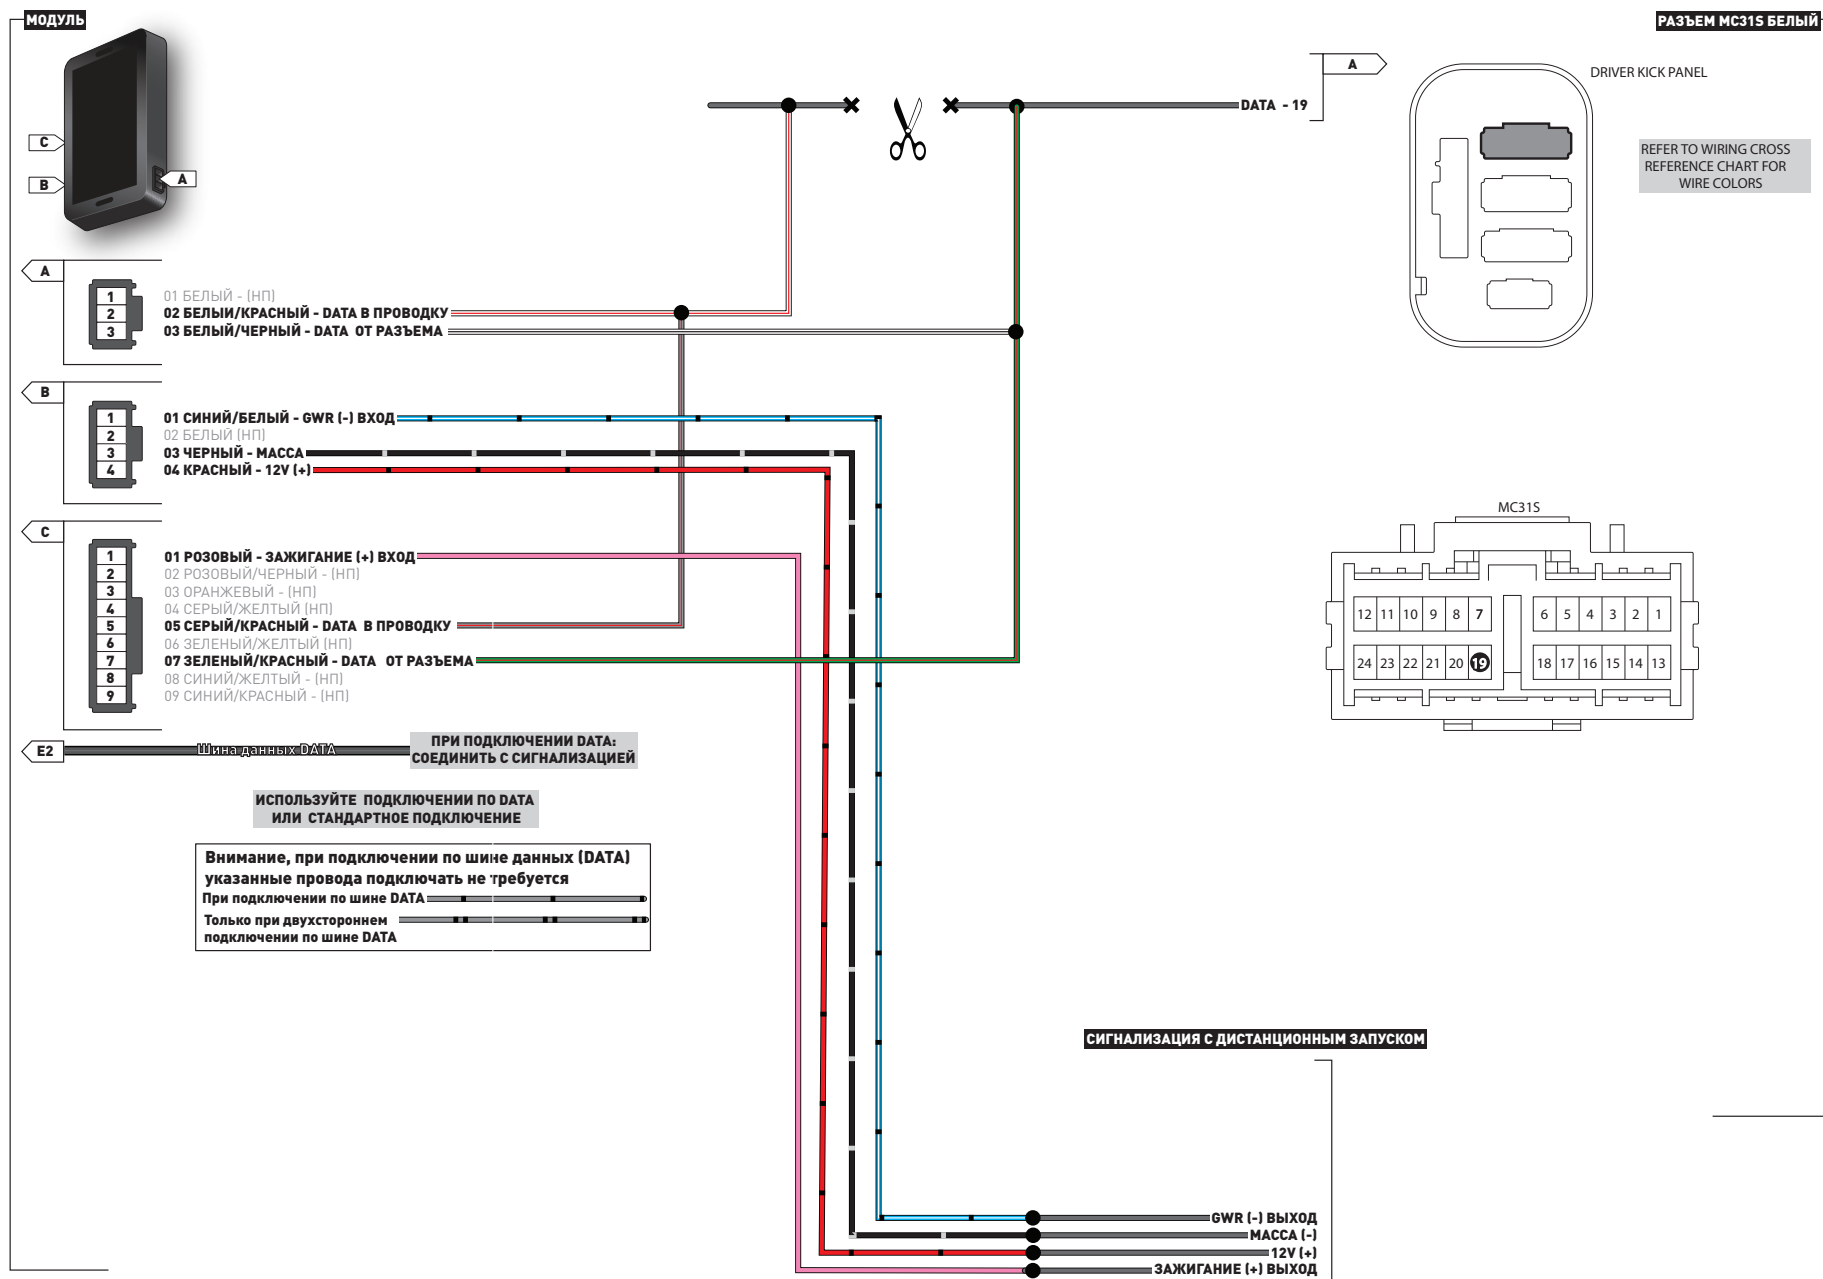 МОДУЛЬ
РАЗЪЕМ MC31S БЕЛЫЙ
A
DRIVER KICK PANEL
DATA - 19
C
B
A
REFER TO WIRING CROSS
REFERENCE CHART FOR
WIRE COLORS
A
1
2
3
01 БЕЛЫЙ - (НП)
02 БЕЛЫЙ/КРАСНЫЙ - DATA В ПРОВОДКУ
03 БЕЛЫЙ/ЧЕРНЫЙ - DATA ОТ РАЗЪЕМА
B
1
2
3
4
01 СИНИЙ/БЕЛЫЙ - GWR (-) ВХОД
02 БЕЛЫЙ (НП)
03 ЧЕРНЫЙ - МАССА
04 КРАСНЫЙ - 12V (+)
C
1
2
3
4
5
6
7
8
9
01 РОЗОВЫЙ - ЗАЖИГАНИЕ (+) ВХОД
02 РОЗОВЫЙ/ЧЕРНЫЙ - (НП)
03 ОРАНЖЕВЫЙ - (НП)
04 СЕРЫЙ/ЖЕЛТЫЙ (НП)
05 СЕРЫЙ/КРАСНЫЙ - DATA В ПРОВОДКУ
06 ЗЕЛЕНЫЙ/ЖЕЛТЫЙ (НП)
07 ЗЕЛЕНЫЙ/КРАСНЫЙ - DATA ОТ РАЗЪЕМА
08 СИНИЙ/ЖЕЛТЫЙ - (НП)
09 СИНИЙ/КРАСНЫЙ - (НП)
MC31S
12 11 10 9 8 7 6 5 4 3 2 1
24 23 22 21 20 19 18 17 16 15 14 13
E2
Шина данных DATA
ПРИ ПОДКЛЮЧЕНИИ DATA:
СОЕДИНИТЬ С СИГНАЛИЗАЦИЕЙ
ИСПОЛЬЗУЙТЕ ПОДКЛЮЧЕНИИ ПО DATA
ИЛИ СТАНДАРТНОЕ ПОДКЛЮЧЕНИЕ
Внимание, при подключении по шине данных (DATA)
указанные провода подключать не требуется
При подключении по шине DATA
Только при двухстороннем
подключении по шине DATA
СИГНАЛИЗАЦИЯ С ДИСТАНЦИОННЫМ ЗАПУСКОМ
GWR (-) ВЫХОД
МАССА (-)
12V (+)
ЗАЖИГАНИЕ (+) ВЫХОД